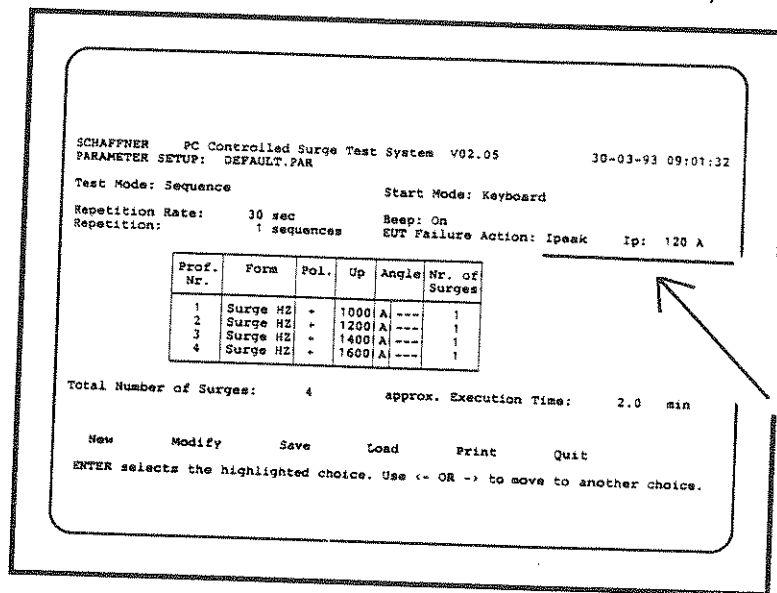 SCHAFFNER PC Controlled Surge Test System V02.05 30-03-93 09:01:32
PARAMETER SETUP: DEFAULT.PAR
Test Mode: Sequence Start Mode: Keyboard
Repetition Rate: 30 sec Beep: On
Repetition: 1 sequences EUT Failure Action: Ipeak Ip: 120 A
Prof. Nr. Form Pol. Up Angle Nr. of Surges
1 Surge HZ + 1000 A --- 1
2 Surge HZ + 1200 A --- 1
3 Surge HZ + 1400 A --- 1
4 Surge HZ + 1600 A --- 1
Total Number of Surges: 4 approx. Execution Time: 2.0 min
New Modify Save Load Print Quit
ENTER selects the highlighted choice. Use <- OR -> to move to another choice.